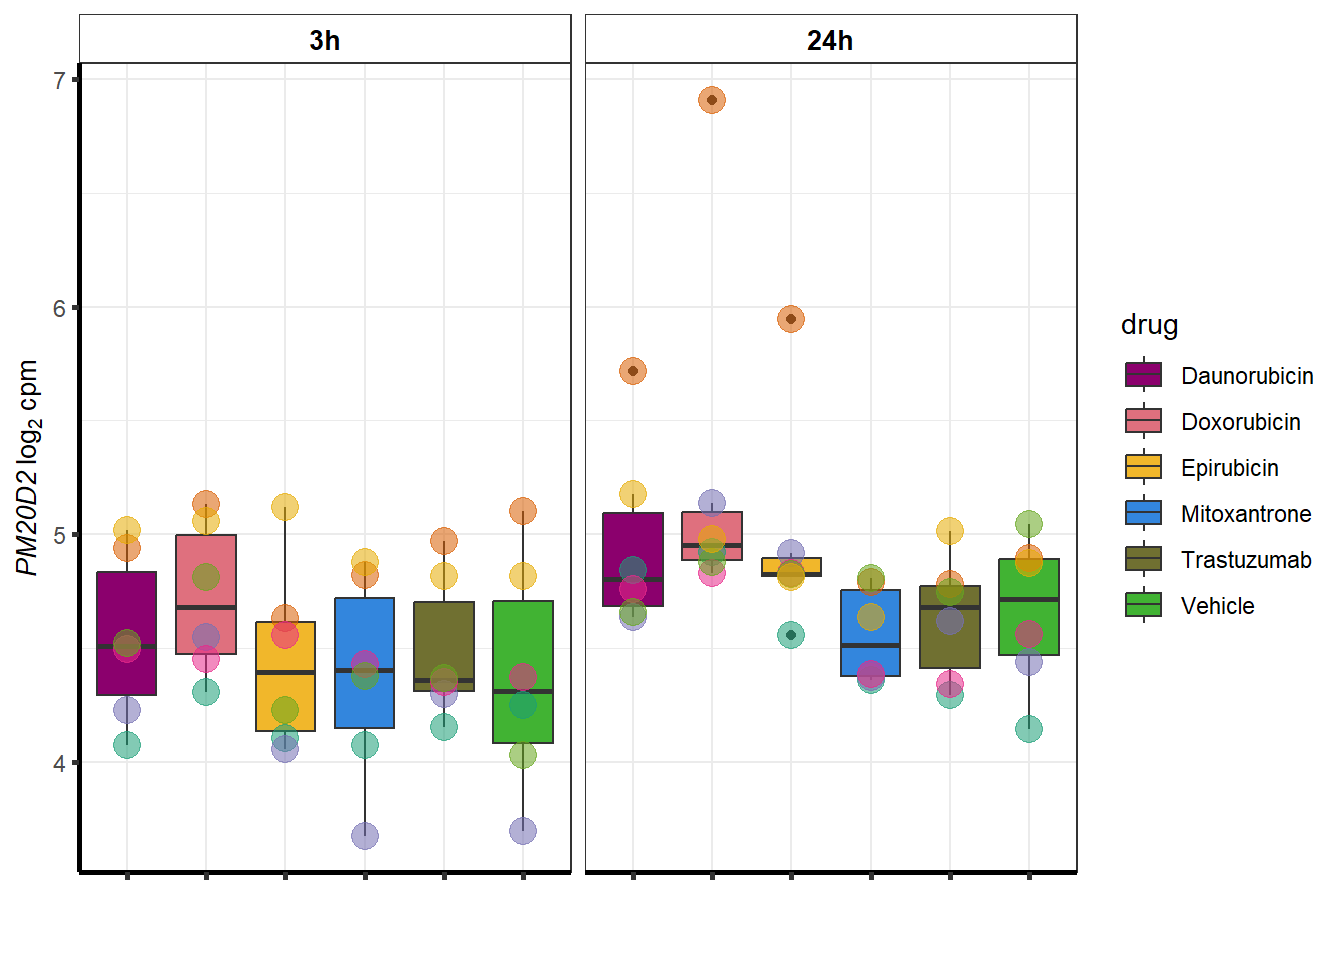 3h
24h
7
6
5
4
PM20D2 log₂ cpm
drug
Daunorubicin
Doxorubicin
Epirubicin
Mitoxantrone
Trastuzumab
Vehicle